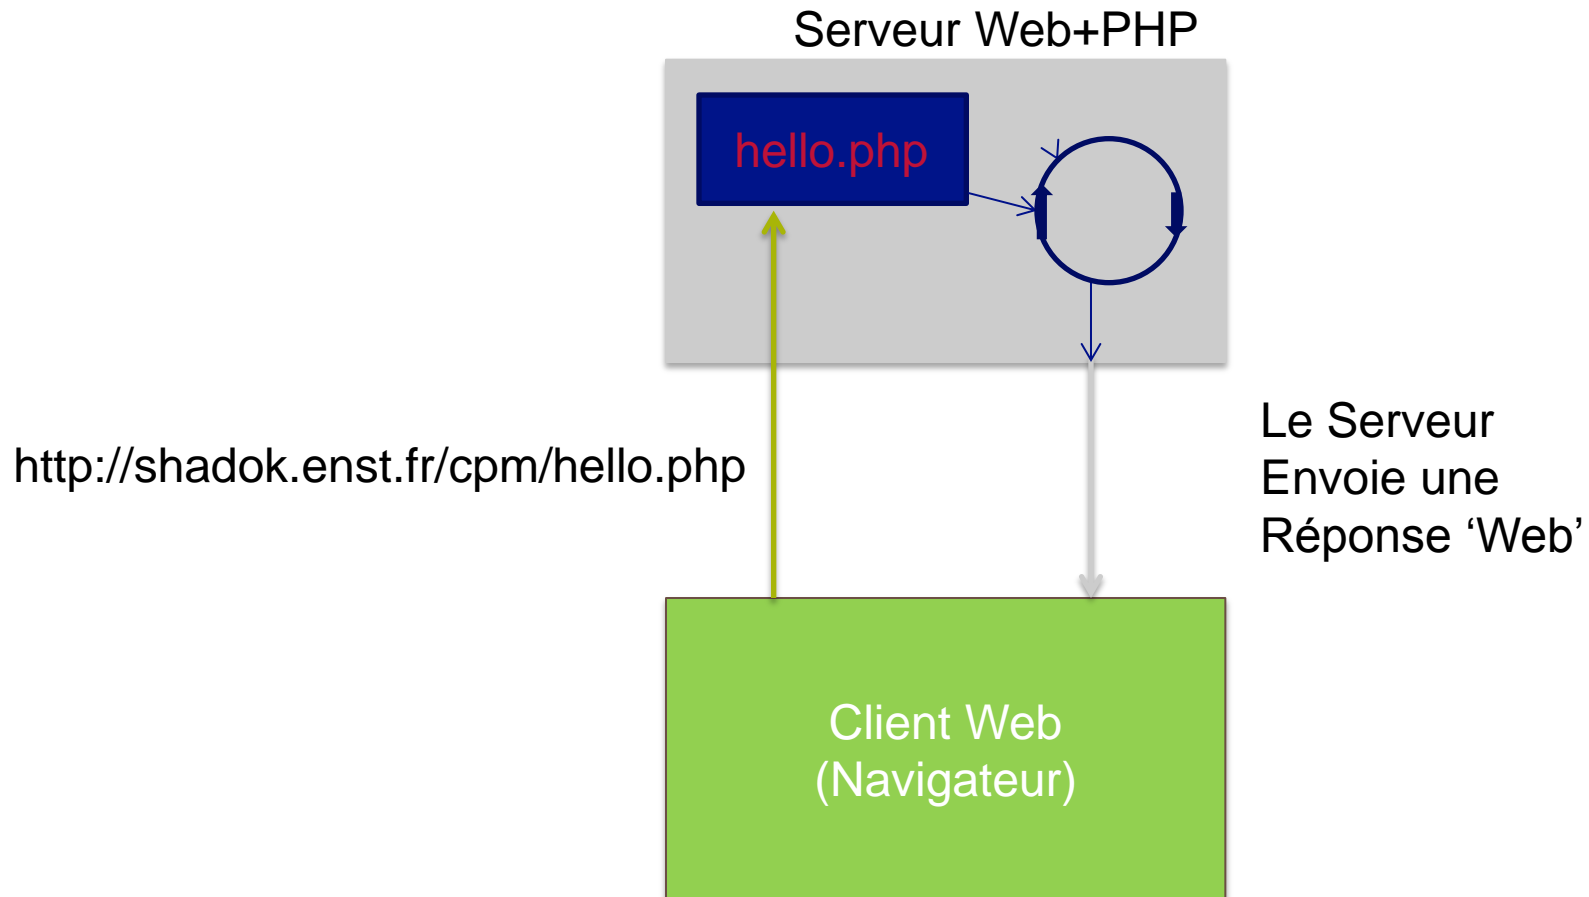 Serveur Web+PHP
hello.php
http://shadok.enst.fr/cpm/hello.php
Le Serveur
Envoie une
Réponse ‘Web’
Client Web
(Navigateur)